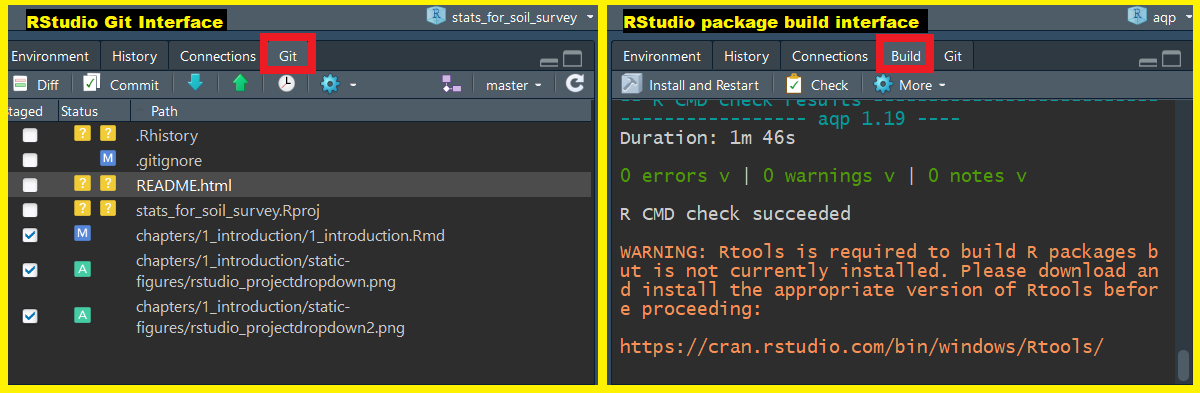 RStudio Git Interface
stats_for_soil_survey
Environment History Connections Git
Diff Commit master
taged Status Path
? ? .Rhistory
M .gitignore
? ? README.html
? ? stats_for_soil_survey.Rproj
M chapters/1_introduction/1_introduction.Rmd
A chapters/1_introduction/static-
figures/rstudio_projectdropdown.png
A chapters/1_introduction/static-
figures/rstudio_projectdropdown2.png
RStudio package build interface
aqp
Environment History Connections Build Git
Install and Restart Check More
-- R CMD check results --------------------------
---------------- aqp 1.19 ----
Duration: 1m 46s
0 errors v | 0 warnings v | 0 notes v
R CMD check succeeded
WARNING: Rtools is required to build R packages b
ut is not currently installed. Please download an
d install the appropriate version of Rtools befor
e proceeding:
https://cran.rstudio.com/bin/windows/Rtools/